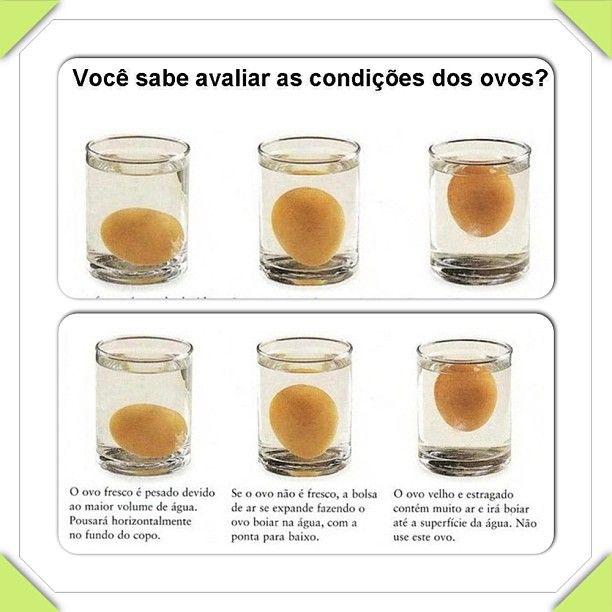 Você sabe avaliar as condições dos ovos?
O ovo fresco é pesado devido
ao maior volume de água.
Pousará horizontalmente
no fundo do copo.
Se o ovo não é fresco, a bolsa
de ar se expande fazendo o
ovo boiar na água, com a
ponta para baixo.
O ovo velho e estragado
contém muito ar e irá boiar
até a superfície da água. Não
use este ovo.